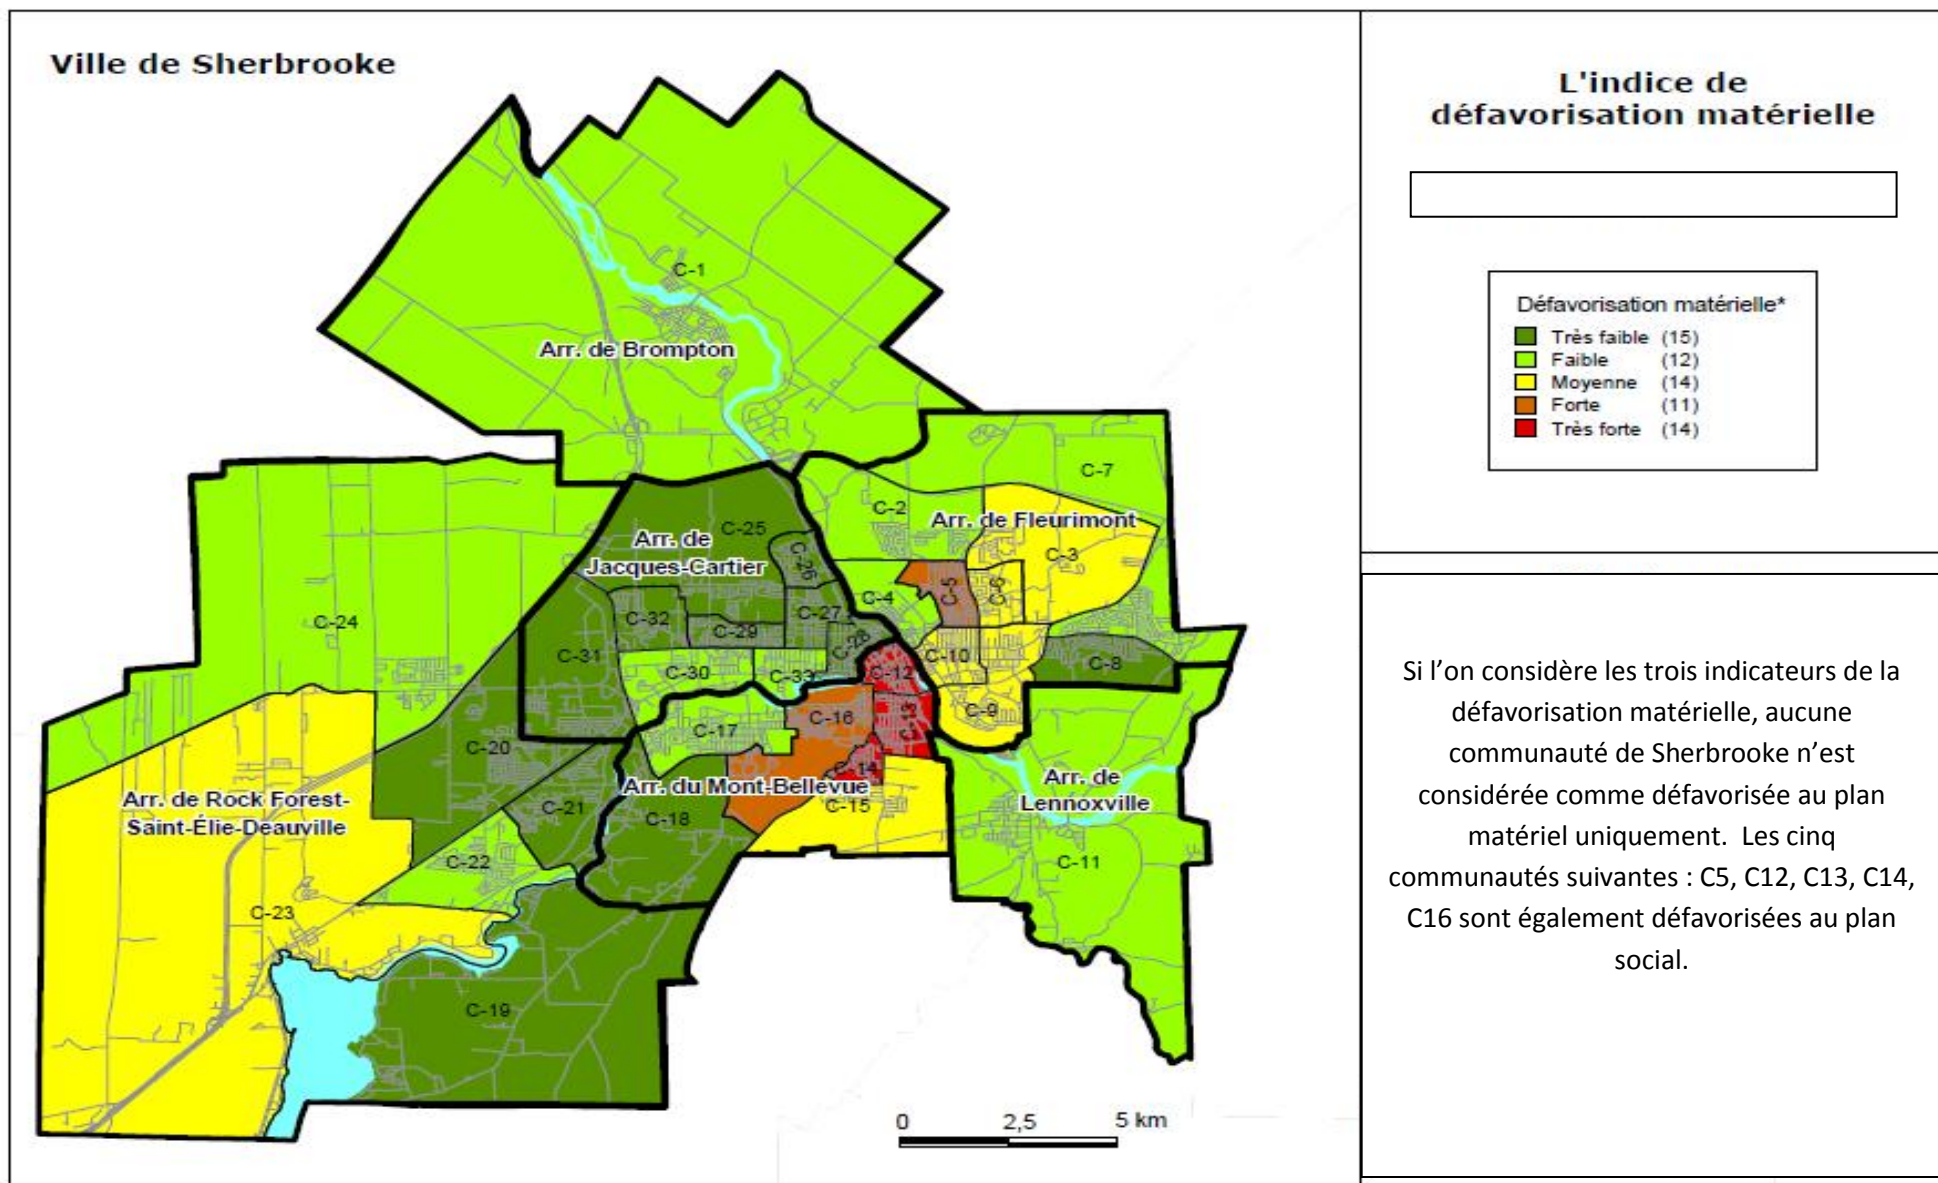 Ville de Sherbrooke
L'indice de
défavorisation matérielle
Défavorisation matérielle*
Très faible (15)
Faible (12)
Moyenne (14)
Forte (11)
Très forte (14)
C-1
Arr. de Brompton
C-7
C-2
Arr. de Fleurimont
C-25
Arr. de
Jacques-Cartier
C-3
C-26
C-5
C-6
C-4
C-24
C-32
C-27
C-29
C-28
C-31
C-10
C-8
C-30
C-33
C-12
C-9
C-16
C-13
C-17
C-20
C-14
Arr. du Mont-Bellevue
Arr. de
Lennoxville
Arr. de Rock Forest-
Saint-Élie-Deauville
C-21
C-18
C-15
C-22
C-11
C-23
C-19
0 2,5 5 km
Si l'on considère les trois indicateurs de la
défavorisation matérielle, aucune
communauté de Sherbrooke n'est
considérée comme défavorisée au plan
matériel uniquement. Les cinq
communautés suivantes : C5, C12, C13, C14,
C16 sont également défavorisées au plan
social.